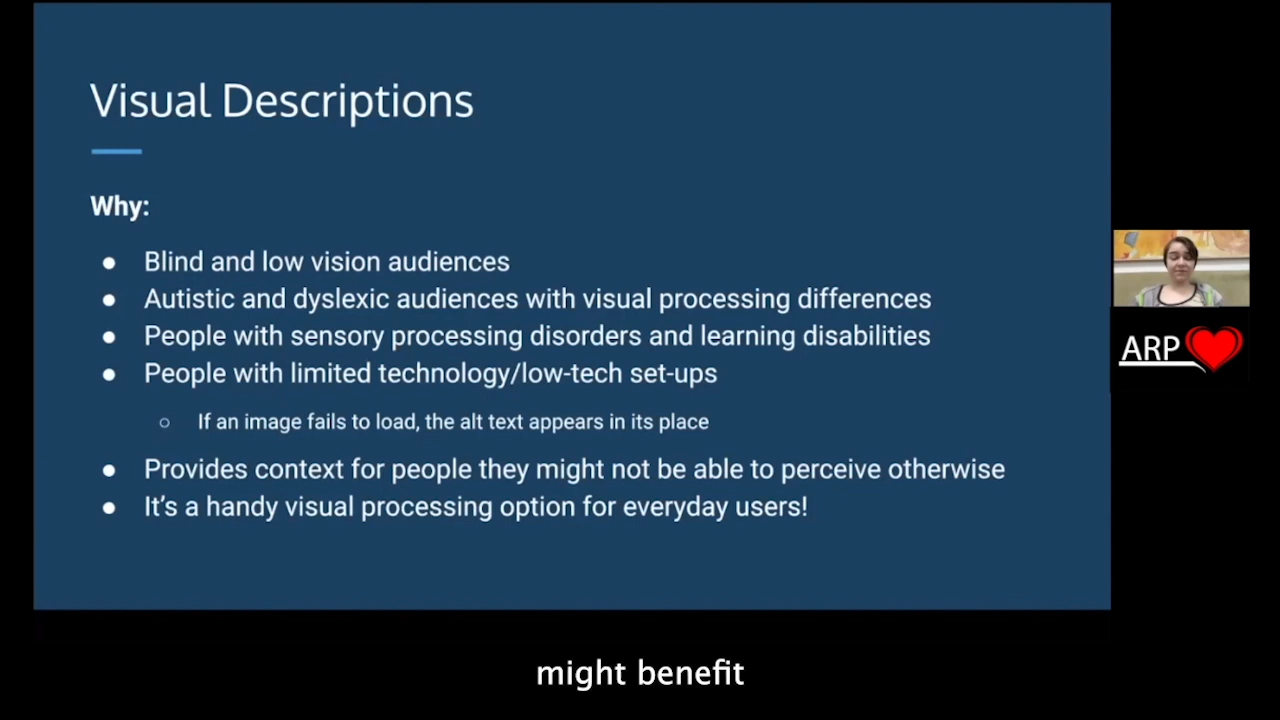 Visual Descriptions
Why:
● Blind and low vision audiences
● Autistic and dyslexic audiences with visual processing differences
● People with sensory processing disorders and learning disabilities
● People with limited technology/low-tech set-ups
○ If an image fails to load, the alt text appears in its place
● Provides context for people they might not be able to perceive otherwise
● It's a handy visual processing option for everyday users!
ARP
might benefit